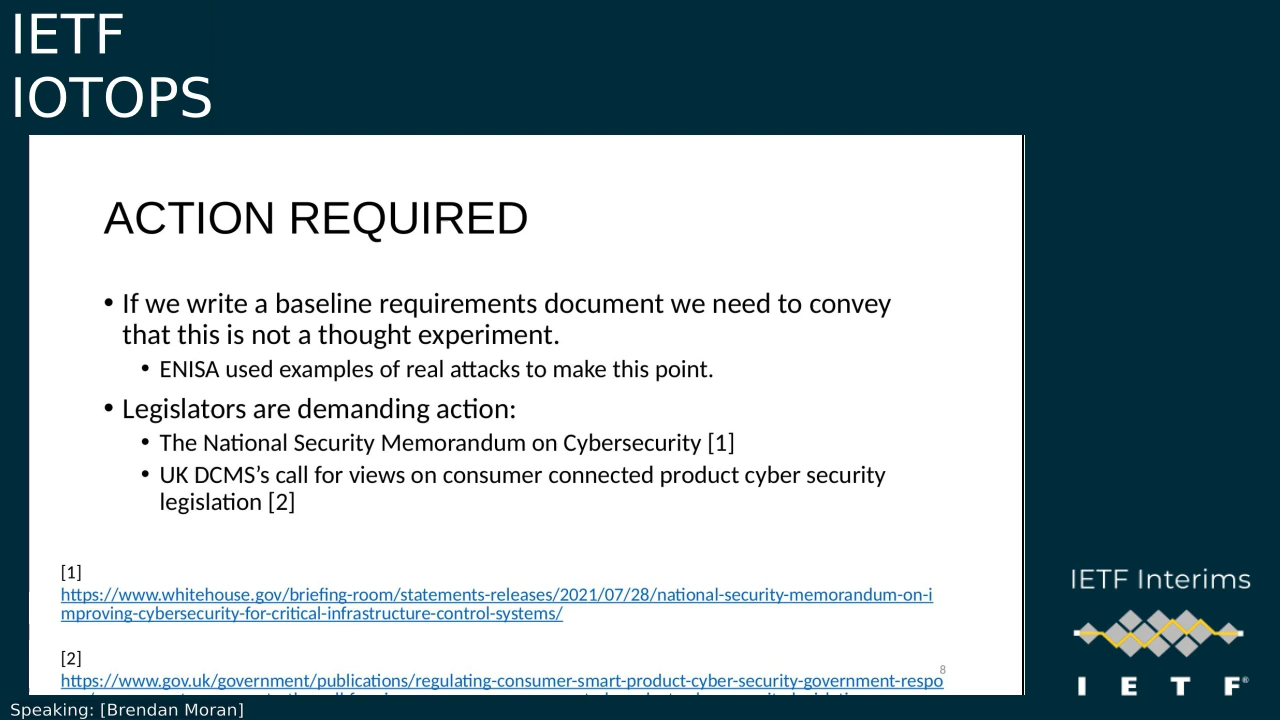 IETF
IOTOPS
ACTION REQUIRED
• If we write a baseline requirements document we need to convey
that this is not a thought experiment.
• ENISA used examples of real attacks to make this point.
• Legislators are demanding action:
• The National Security Memorandum on Cybersecurity [1]
• UK DCMS’s call for views on consumer connected product cyber security
legislation [2]
[1]
https://www.whitehouse.gov/briefing-room/statements-releases/2021/07/28/national-security-memorandum-on-i
mproving-cybersecurity-for-critical-infrastructure-control-systems/
[2]
8
https://www.gov.uk/government/publications/regulating-consumer-smart-product-cyber-security-government-respo
IETF Interims
I E T F®
Speaking: [Brendan Moran]